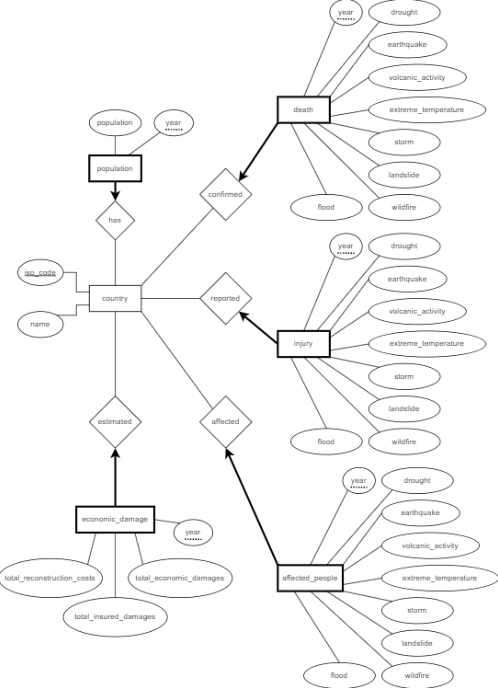 year
drought
earthquake
volcanic_activity
death
extreme_temperature
storm
landslide
flood
wildfire
population
year
population
confirmed
has
iso_code
country
reported
name
year
drought
earthquake
volcanic_activity
injury
extreme_temperature
storm
landslide
flood
wildfire
estimated
affected
year
drought
earthquake
volcanic_activity
affected_people
extreme_temperature
storm
landslide
flood
wildfire
economic_damage
year
total_reconstruction_costs
total_economic_damages
total_insured_damages